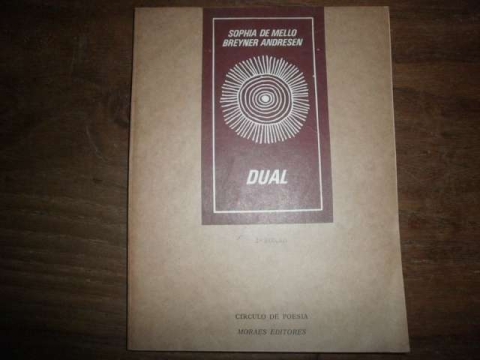 SOPHIA DE MELLO
BREYNER ANDRESEN
DUAL
CÍRCULO DE POESIA
MORAES EDITORES